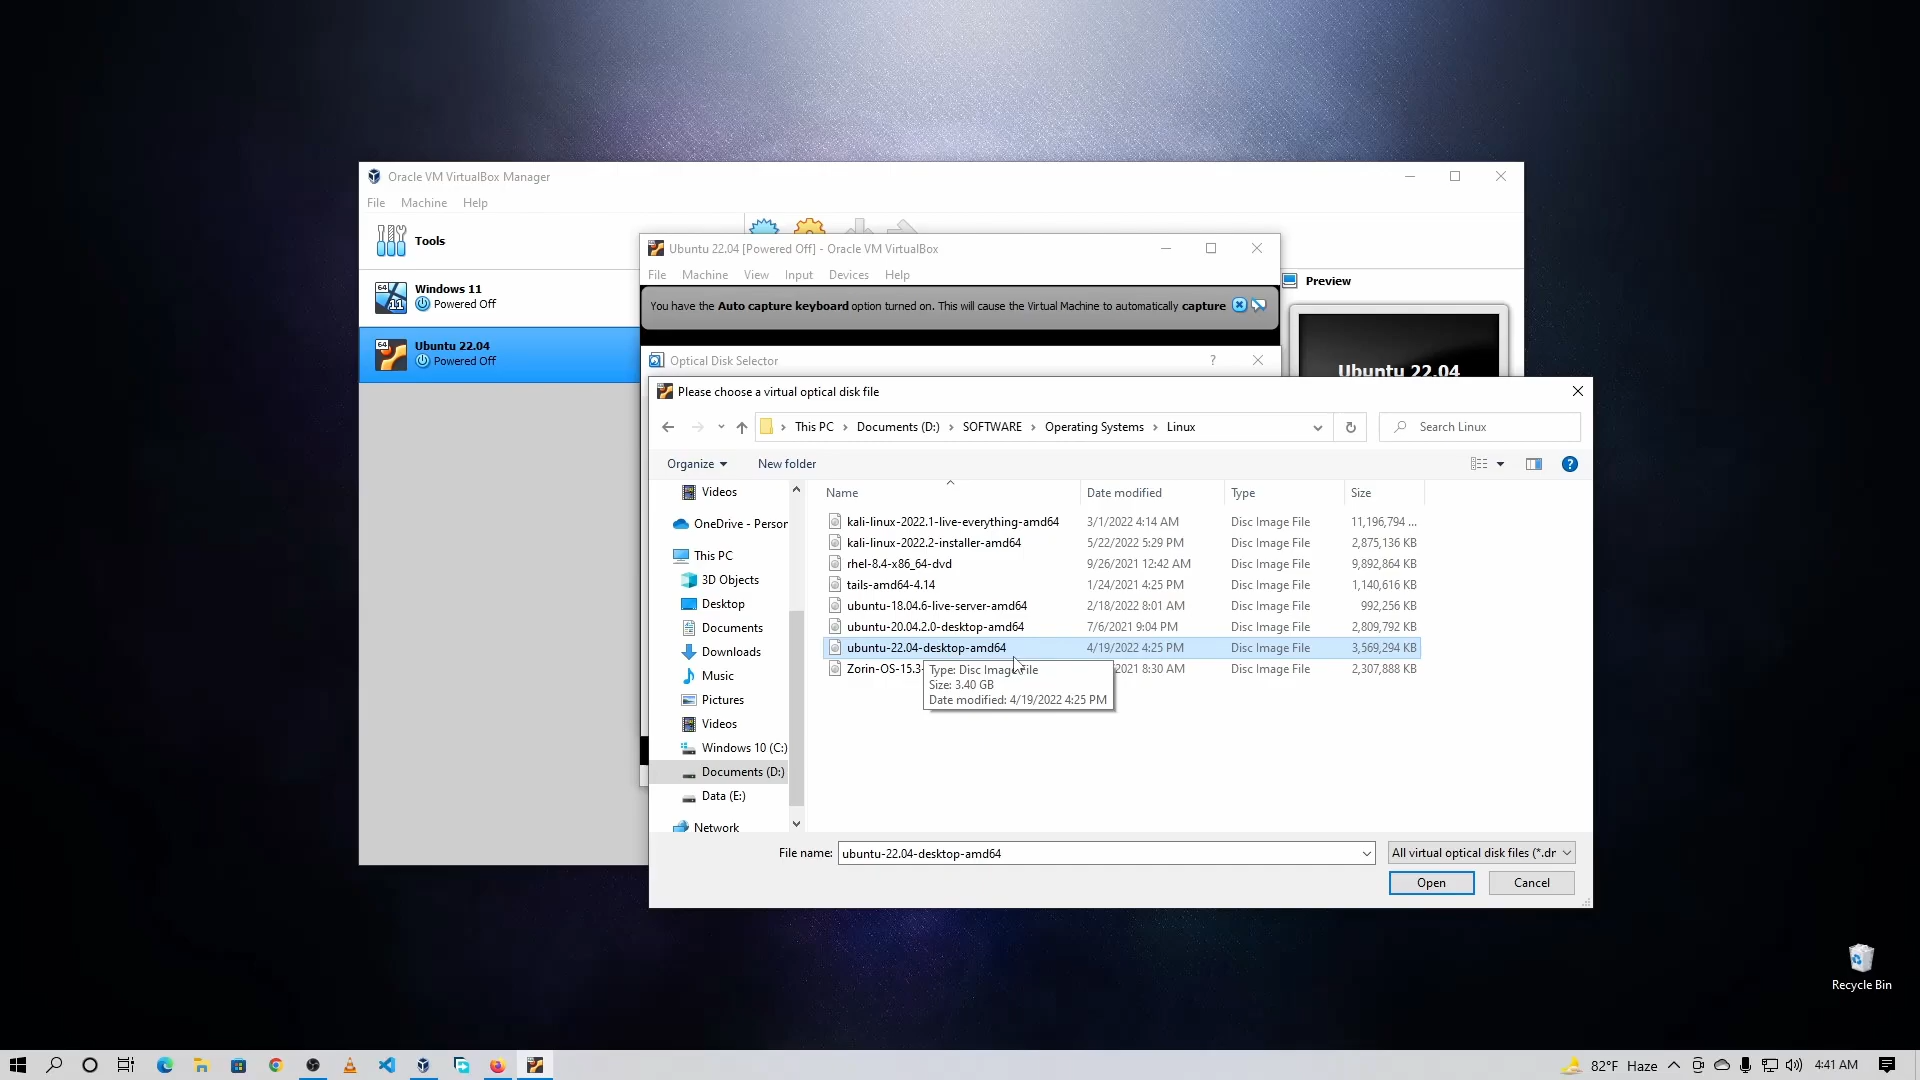 Oracle VM VirtualBox Manager
File Machine Help
Tools
64
Windows 11
11
Powered Off
64
Ubuntu 22.04
Powered Off
Ubuntu 22.04 [Powered Off] - Oracle VM VirtualBox
File Machine View Input Devices Help
You have the Auto capture keyboard option turned on. This will cause the Virtual Machine to automatically capture
Preview
Ubuntu 22.04
Optical Disk Selector
?
Please choose a virtual optical disk file
This PC
Documents (D:)
SOFTWARE
Operating Systems
Linux
Search Linux
Organize
New folder
?
Videos
OneDrive - Person
This PC
3D Objects
Desktop
Documents
Downloads
Music
Pictures
Videos
Windows 10 (C:)
Documents (D:)
Data (E:)
Network
Name Date modified Type Size
kali-linux-2022.1-live-everything-amd64 3/1/2022 4:14 AM Disc Image File 11,196,794 ...
kali-linux-2022.2-installer-amd64 5/22/2022 5:29 PM Disc Image File 2,875,136 KB
rhel-8.4-x86_64-dvd 9/26/2021 12:42 AM Disc Image File 9,892,864 KB
tails-amd64-4.14 1/24/2021 4:25 PM Disc Image File 1,140,616 KB
ubuntu-18.04.6-live-server-amd64 2/18/2022 8:01 AM Disc Image File 992,256 KB
ubuntu-20.04.2.0-desktop-amd64 7/6/2021 9:04 PM Disc Image File 2,809,792 KB
ubuntu-22.04-desktop-amd64 4/19/2022 4:25 PM Disc Image File 3,569,294 KB
Zorin-OS-15.3- 2021 8:30 AM Disc Image File 2,307,888 KB
Type: Disc Image File
Size: 3.40 GB
Date modified: 4/19/2022 4:25 PM
File name: ubuntu-22.04-desktop-amd64
All virtual optical disk files (*.dr
Open
Cancel
Recycle Bin
82°F Haze
4:41 AM